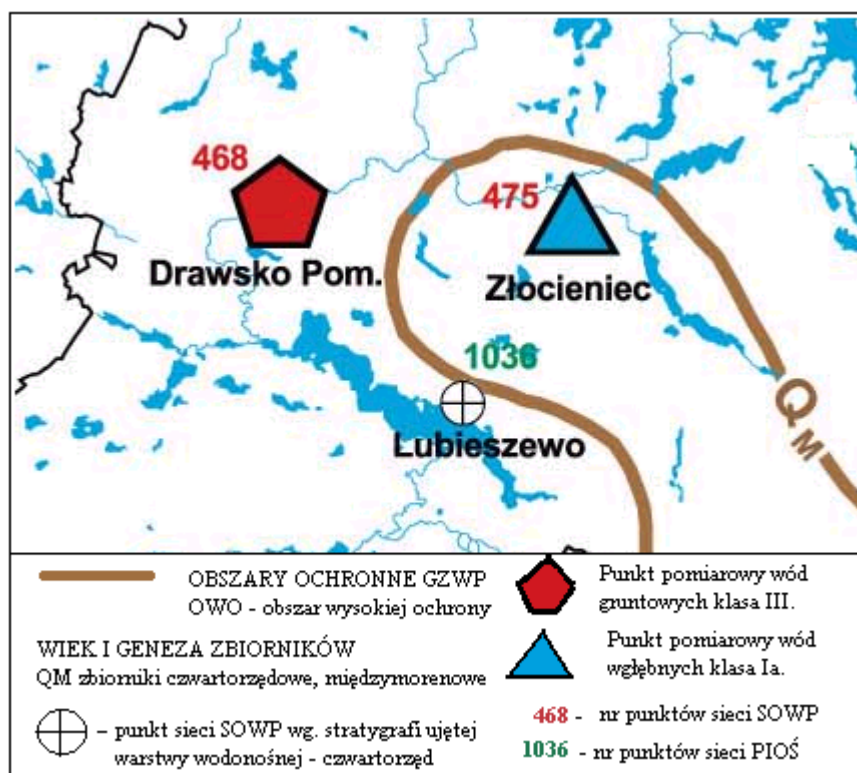 468
475
Drawsko Pom.
Złocieniec
1036
Q M
Lubieszewo
OBSZARY OCHRONNE GZWP
OWO - obszar wysokiej ochrony
WIEK I GENEZA ZBIORNIKÓW
QM zbiorniki czwartorzędowe, międzymorenowe
– punkt sieci SOWP wg. stratygrafi ujętej
warstwy wodonośnej - czwartorzęd
Punkt pomiarowy wód
gruntowych klasa III.
Punkt pomiarowy wód
wgłębnych klasa Ia.
468 - nr punktów sieci SOWP
1036 - nr punktów sieci PIOŚ